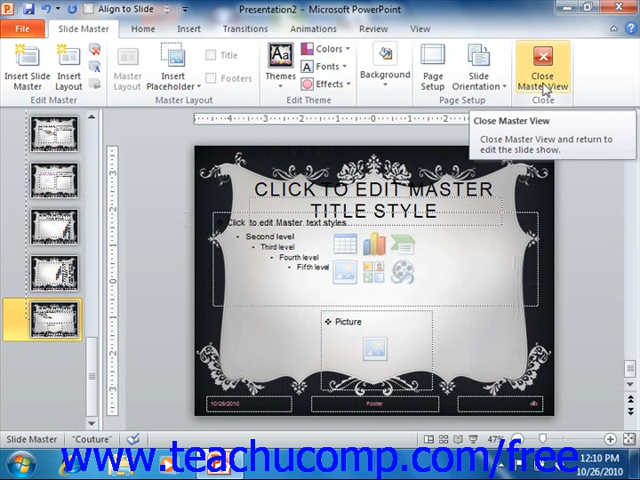 Align to Slide
Presentation2 - Microsoft PowerPoint
File
Slide Master
Home
Insert
Transitions
Animations
Review
View
Insert Slide
Master
Insert
Layout
Master
Layout
Insert
Placeholder
Title
Footers
Themes
Colors
Fonts
Effects
Background
Page
Setup
Slide
Orientation
Close
Master View
Edit Master
Master Layout
Edit Theme
Page Setup
Close
Close Master View
Close Master View and return to
edit the slide show.
CLICK TO EDIT MASTER
TITLE STYLE
Click to edit Master text styles
Second level
Third level
Fourth level
Fifth level
Picture
10/26/2010
Footer
Slide Master
"Couture"
47%
www.teachucomp.com/free
12:10 PM
10/26/2010